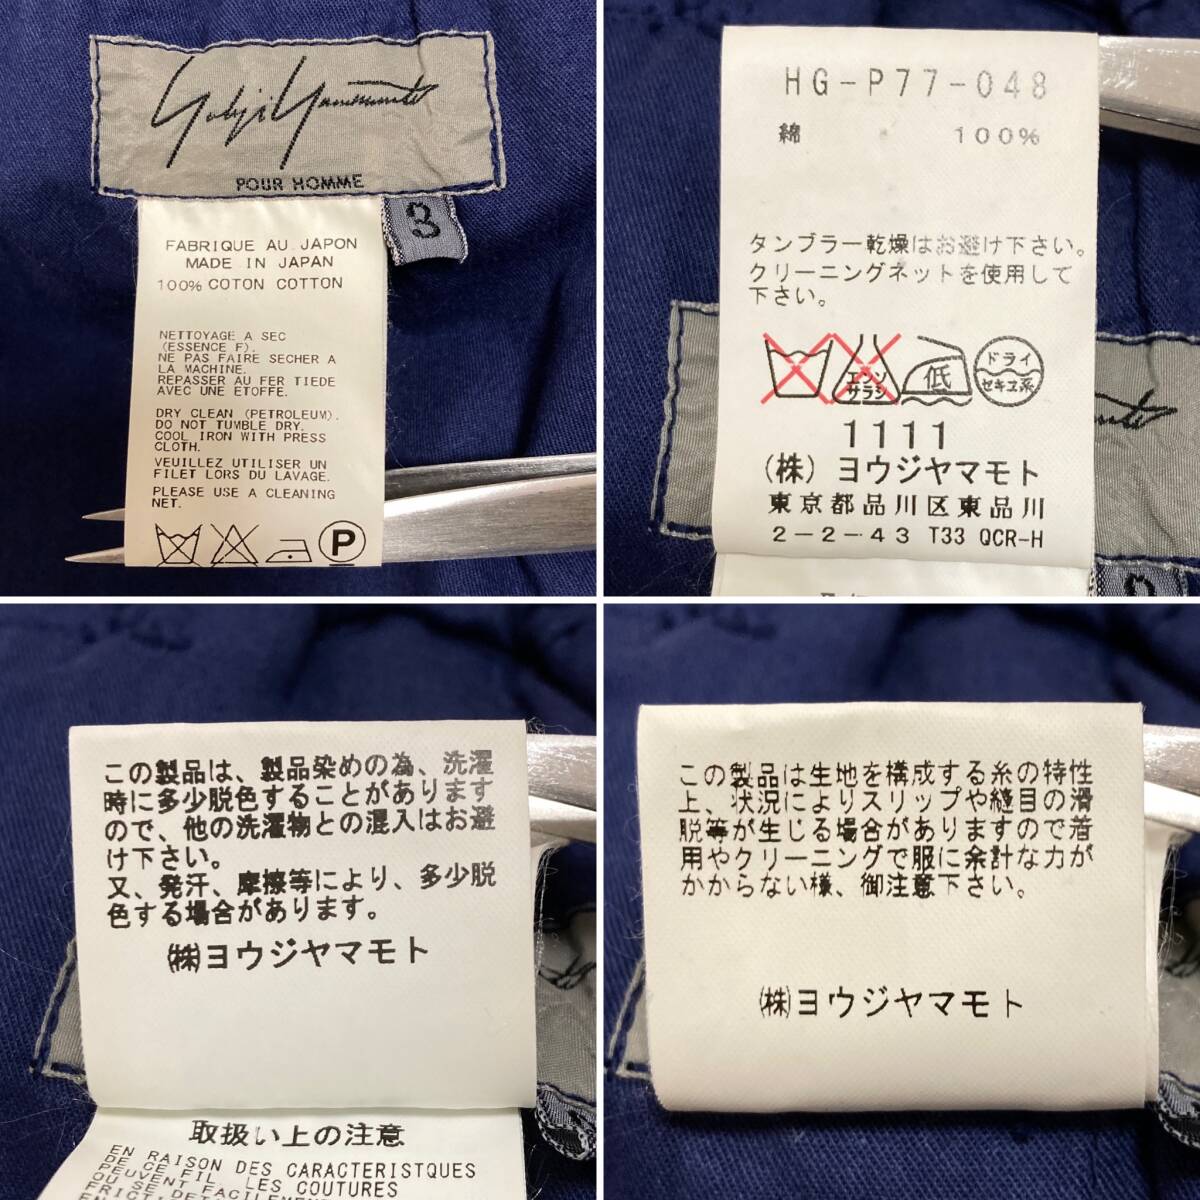 Yohji Yamamoto
POUR HOMME
3
FABRIQUE AU JAPON
MADE IN JAPAN
100% COTON COTTON
NETTOYAGE A SEC
(ESSENCE F).
NE PAS FAIRE SECHER A
LA MACHINE.
REPASSER AU FER TIEDE
AVEC UNE ETOFFE.
DRY CLEAN (PETROLEUM).
DO NOT TUMBLE DRY.
COOL IRON WITH PRESS
CLOTH.
VEUILLEZ UTILISER UN
FILET LORS DU LAVAGE.
PLEASE USE A CLEANING
NET.
P
HG-P77-048
綿 100%
タンブラー乾燥はお避け下さい。
クリーニングネットを使用して
下さい。
エンソサラシ 低 ドライ セキユ系
1111
(株) ヨウジヤマモト
東京都品川区東品川
2-2-43 T33 QCR-H
この製品は、製品染めの為、洗濯
時に多少脱色することがあります
ので、他の洗濯物との混入はお避
け下さい。
又、発汗、摩擦等により、多少脱
色する場合があります。
㈱ヨウジヤマモト
取扱い上の注意
EN RAISON DES CARACTERISTQUES
DE CE FIL, LES COUTURES
この製品は生地を構成する糸の特性
上、状況によりスリップや縫目の滑
脱等が生じる場合がありますので着
用やクリーニングで服に余計な力が
かからない様、御注意下さい。
㈱ヨウジヤマモト